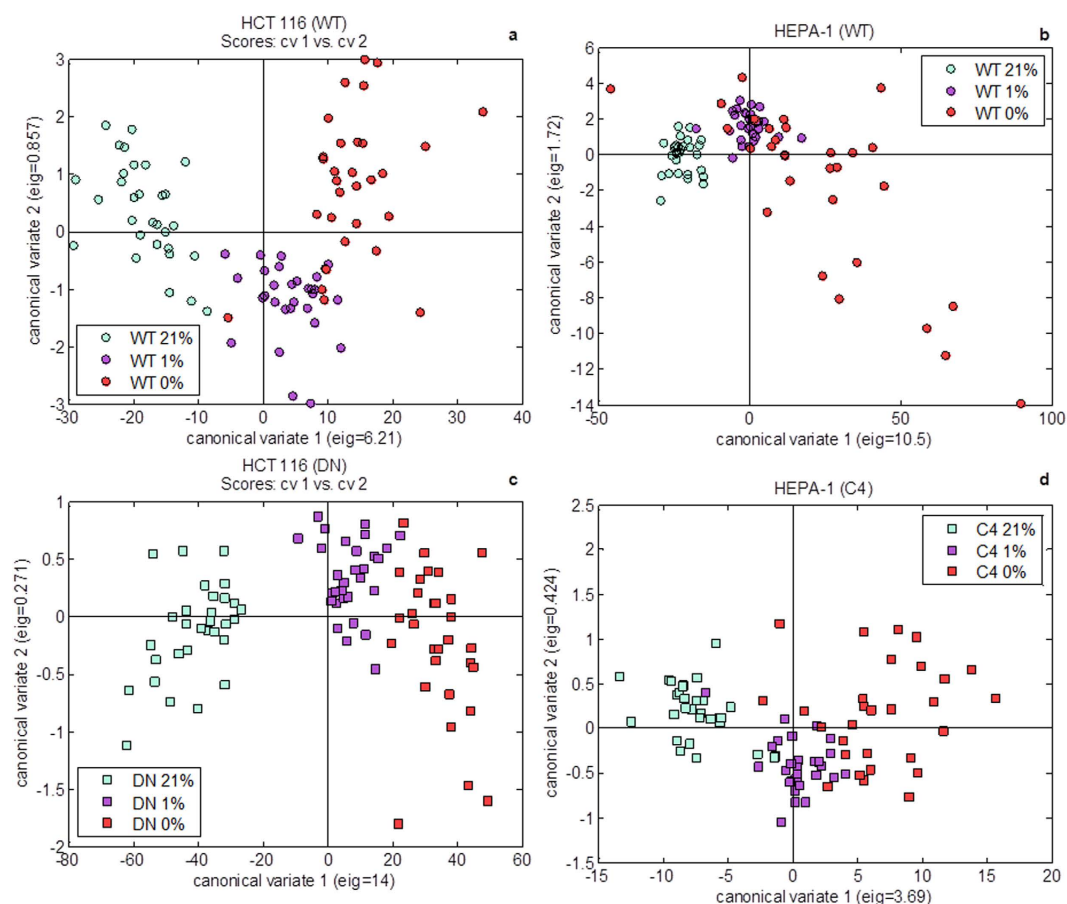 HCT 116 (WT)
Scores: cv 1 vs. cv 2
a
canonical variate 2 (eig=0.857)
3
2
1
0
-1
-2
-3
WT 21%
WT 1%
WT 0%
-30 -20 -10 0 10 20 30 40
canonical variate 1 (eig=6.21)
HEPA-1 (WT)
b
canonical variate 2 (eig=1.72)
6
4
2
0
-2
-4
-6
-8
-10
-12
-14
WT 21%
WT 1%
WT 0%
-50 0 50 100
canonical variate 1 (eig=10.5)
HCT 116 (DN)
Scores: cv 1 vs. cv 2
c
canonical variate 2 (eig=0.271)
1
0.5
0
-0.5
-1
-1.5
-2
DN 21%
DN 1%
DN 0%
-80 -60 -40 -20 0 20 40 60
canonical variate 1 (eig=14)
HEPA-1 (C4)
d
canonical variate 2 (eig=0.424)
2.5
2
1.5
1
0.5
0
-0.5
-1
-1.5
C4 21%
C4 1%
C4 0%
-15 -10 -5 0 5 10 15 20
canonical variate 1 (eig=3.69)